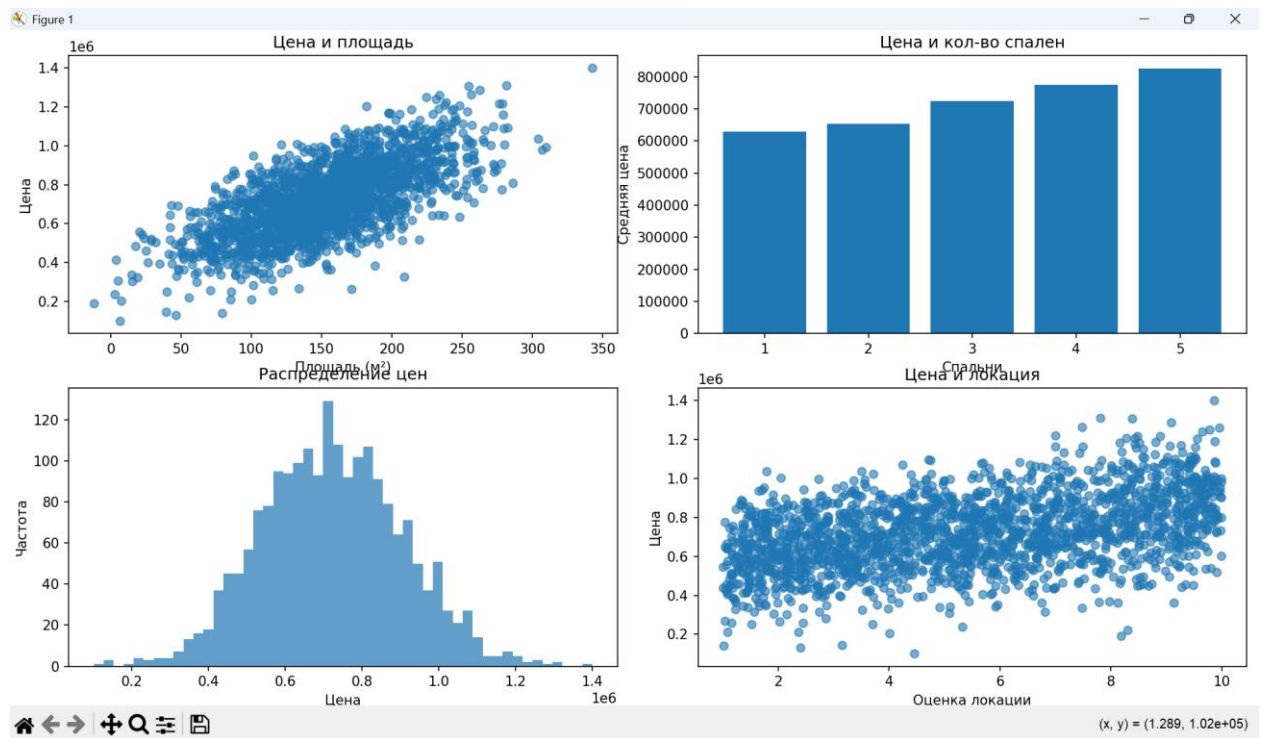 Figure 1
Цена и площадь
1e6
1.4
1.2
1.0
0.8
0.6
0.4
0.2
Цена
0 50 100 150 200 250 300 350
Площадь (м²)
Цена и кол-во спален
800000
700000
600000
500000
400000
300000
200000
100000
0
Средняя цена
1 2 3 4 5
Спальни
Распределение цен
120
100
80
60
40
20
0
Частота
0.2 0.4 0.6 0.8 1.0 1.2 1.4
1e6
Цена
Цена и локация
1e6
1.4
1.2
1.0
0.8
0.6
0.4
0.2
Цена
2 4 6 8 10
Оценка локации
(x, y) = (1.289, 1.02e+05)